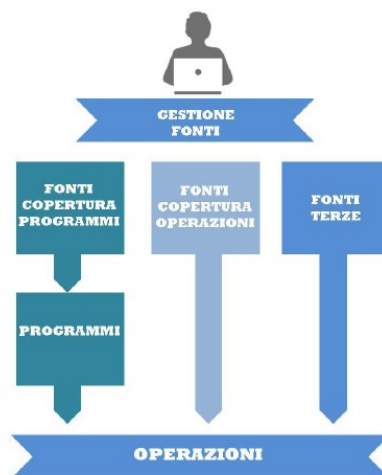 GESTIONE
FONTI
FONTI
COPERTURA
PROGRAMMI
FONTI
COPERTURA
OPERAZIONI
FONTI
TERZE
PROGRAMMI
OPERAZIONI